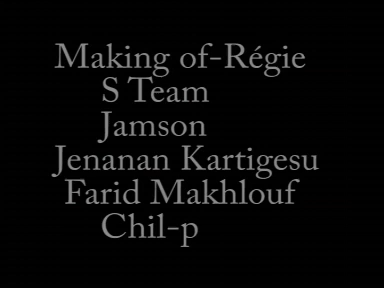 Making of-Régie
S Team
Jamson
Jenanan Kartigesu
Farid Makhlouf
Chil-p